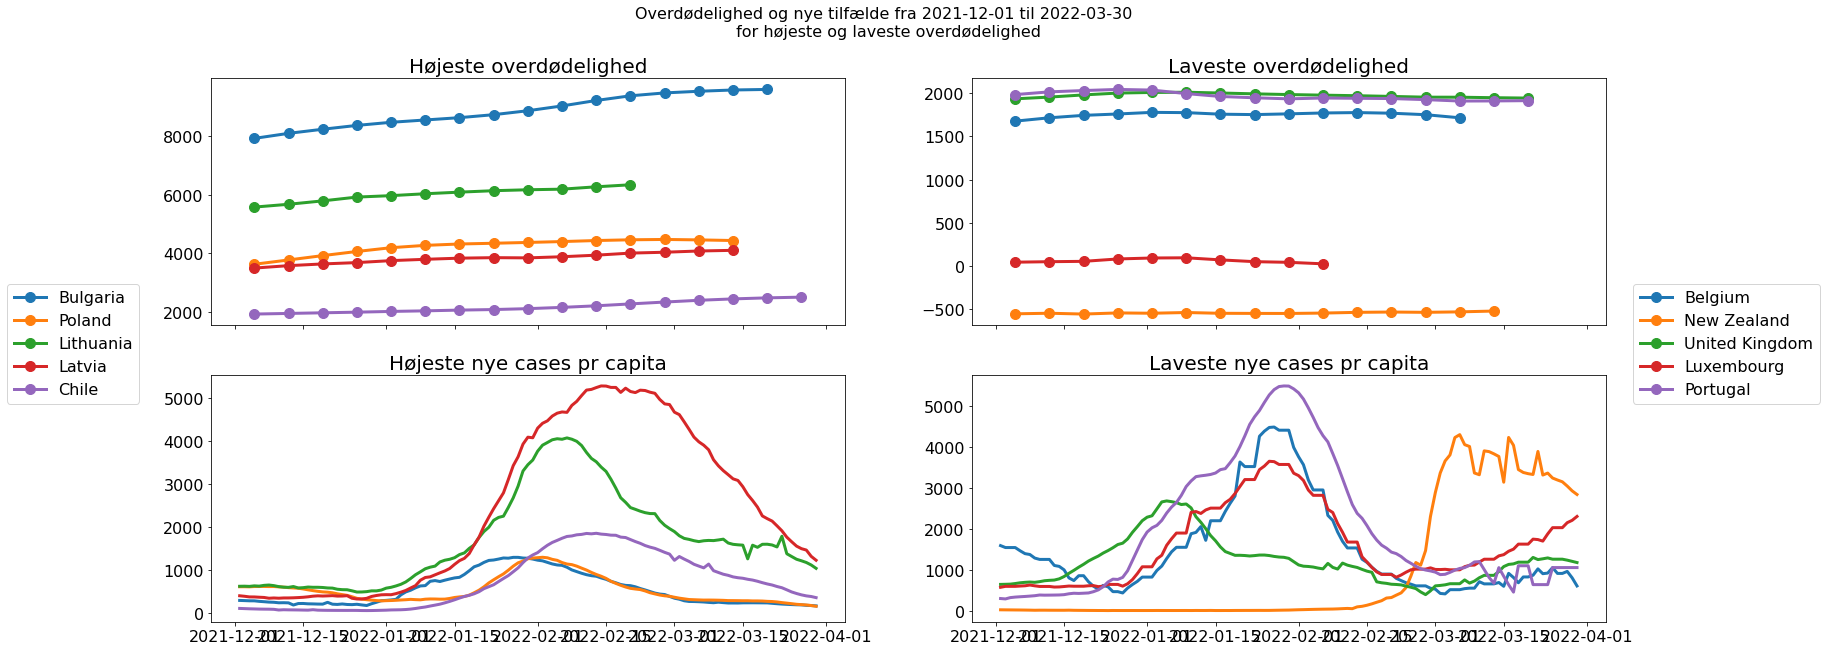 Overdødelighed og nye tilfælde fra 2021-12-01 til 2022-03-30
for højeste og laveste overdødelighed
Højeste overdødelighed
8000
6000
4000
2000
Laveste overdødelighed
2000
1500
1000
500
0
−500
Bulgaria
Poland
Lithuania
Latvia
Chile
Belgium
New Zealand
United Kingdom
Luxembourg
Portugal
Højeste nye cases pr capita
5000
4000
3000
2000
1000
0
2021-12-01 2021-12-15 2022-01-01 2022-01-15 2022-02-01 2022-02-15 2022-03-01 2022-03-15 2022-04-01
Laveste nye cases pr capita
5000
4000
3000
2000
1000
0
2021-12-01 2021-12-15 2022-01-01 2022-01-15 2022-02-01 2022-02-15 2022-03-01 2022-03-15 2022-04-01